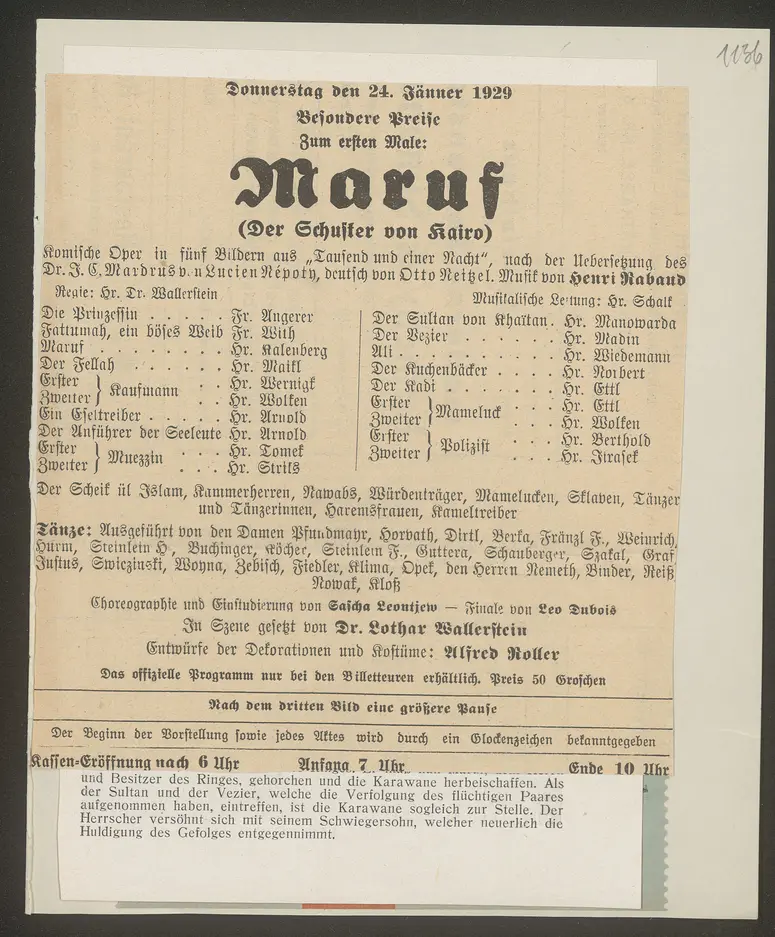 1136
Donnerstag den 24. Jänner 1929
Besondere Preise
Zum ersten Male:
Maruf
(Der Schuster von Kairo)
Komische Oper in fünf Bildern aus „Tausend und einer Nacht“, nach der Uebersetzung des
Dr. J. C. Mardrus von Lucien Népoty, deutsch von Otto Neitzel. Musik von Henri Rabaud
Regie: Hr. Dr. Wallerstein
Musikalische Leitung: Hr. Schalk
Die Prinzessin . . . . . Fr. Angerer
Fattumah, ein böses Weib Fr. With
Maruf . . . . . . . . Hr. Kalenberg
Der Fellah . . . . . . Hr. Maikl
Erster } Kaufmann . . Hr. Wernigk
Zweiter } . . Hr. Wolken
Ein Eseltreiber . . . . . Hr. Arnold
Der Anführer der Seeleute Hr. Arnold
Erster } Muezzin . . . Hr. Tomek
Zweiter } . . . Hr. Strils
Der Sultan von Khaïtan . Hr. Manowarda
Der Vezier . . . . . . Hr. Madin
Ali . . . . . . . . . Hr. Wiedemann
Der Kuchenbäcker . . . . Hr. Norbert
Der Kadi . . . . . . . Hr. Ettl
Erster } Mameluck . . . Hr. Ettl
Zweiter } . . . Hr. Wolken
Erster } Polizist . . . Hr. Berthold
Zweiter } . . . Hr. Jirasek
Der Scheik ül Islam, Kammerherren, Nawabs, Würdenträger, Mamelucken, Sklaven, Tänzer
und Tänzerinnen, Haremsfrauen, Kameltreiber
Tänze: Ausgeführt von den Damen Pfundmayr, Horvath, Dirtl, Berka, Fränzl F., Weinrich,
Hurm, Steinlein H., Buchinger, Köcher, Steinlein F., Guttera, Schauberger, Szakal, Graf
Justus, Swiczinski, Woyna, Zebisch, Fiedler, Klima, Opek, den Herren Nemeth, Binder, Reiß
Nowak, Kloß
Choreographie und Einstudierung von Sascha Leontjew — Finale von Leo Dubois
In Szene gesetzt von Dr. Lothar Wallerstein
Entwürfe der Dekorationen und Kostüme: Alfred Roller
Das offizielle Programm nur bei den Billetteuren erhältlich. Preis 50 Groschen
Nach dem dritten Bild eine größere Pause
Der Beginn der Vorstellung sowie jedes Aktes wird durch ein Glockenzeichen bekanntgegeben
Kassen-Eröffnung nach 6 Uhr Anfang 7 Uhr Ende 10 Uhr
und Besitzer des Ringes, gehorchen und die Karawane herbeischaffen. Als
der Sultan und der Vezier, welche die Verfolgung des flüchtigen Paares
aufgenommen haben, eintreffen, ist die Karawane sogleich zur Stelle. Der
Herrscher versöhnt sich mit seinem Schwiegersohn, welcher neuerlich die
Huldigung des Gefolges entgegennimmt.